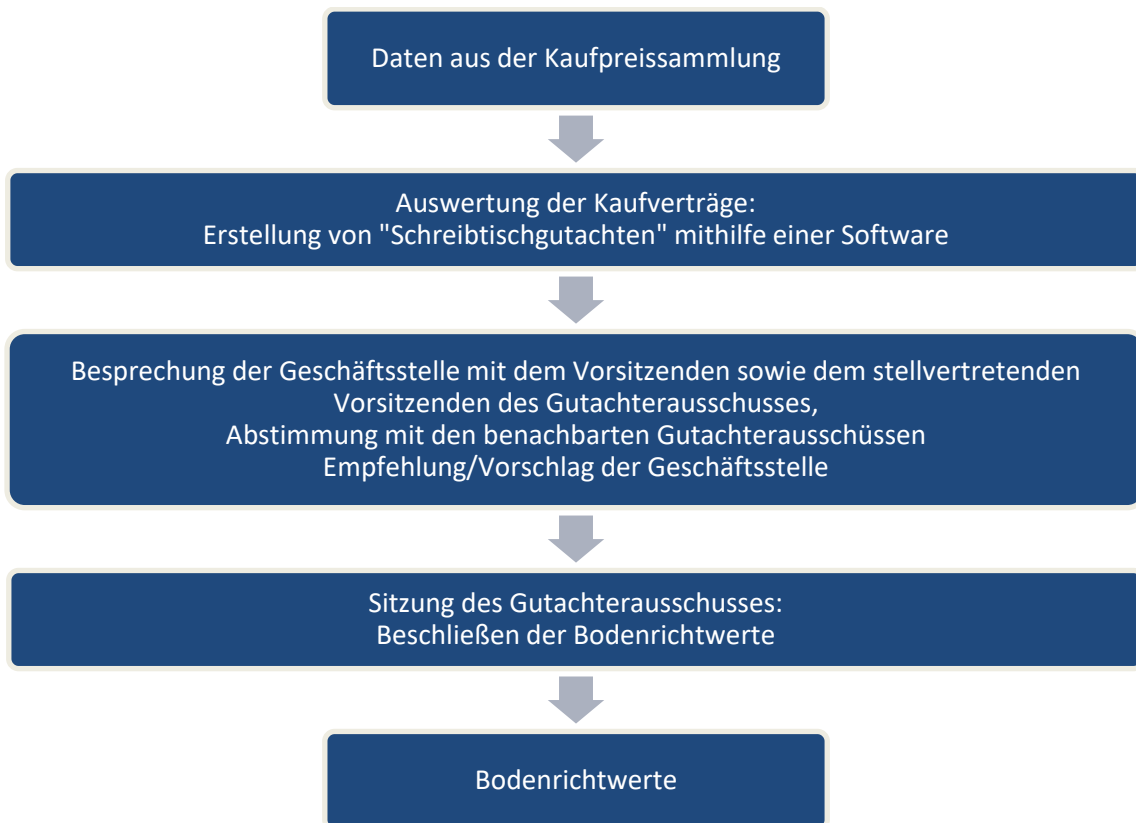 Daten aus der Kaufpreissammlung
Auswertung der Kaufverträge:
Erstellung von "Schreibtischgutachten" mithilfe einer Software
Besprechung der Geschäftsstelle mit dem Vorsitzenden sowie dem stellvertretenden
Vorsitzenden des Gutachterausschusses,
Abstimmung mit den benachbarten Gutachterausschüssen
Empfehlung/Vorschlag der Geschäftsstelle
Sitzung des Gutachterausschusses:
Beschließen der Bodenrichtwerte
Bodenrichtwerte